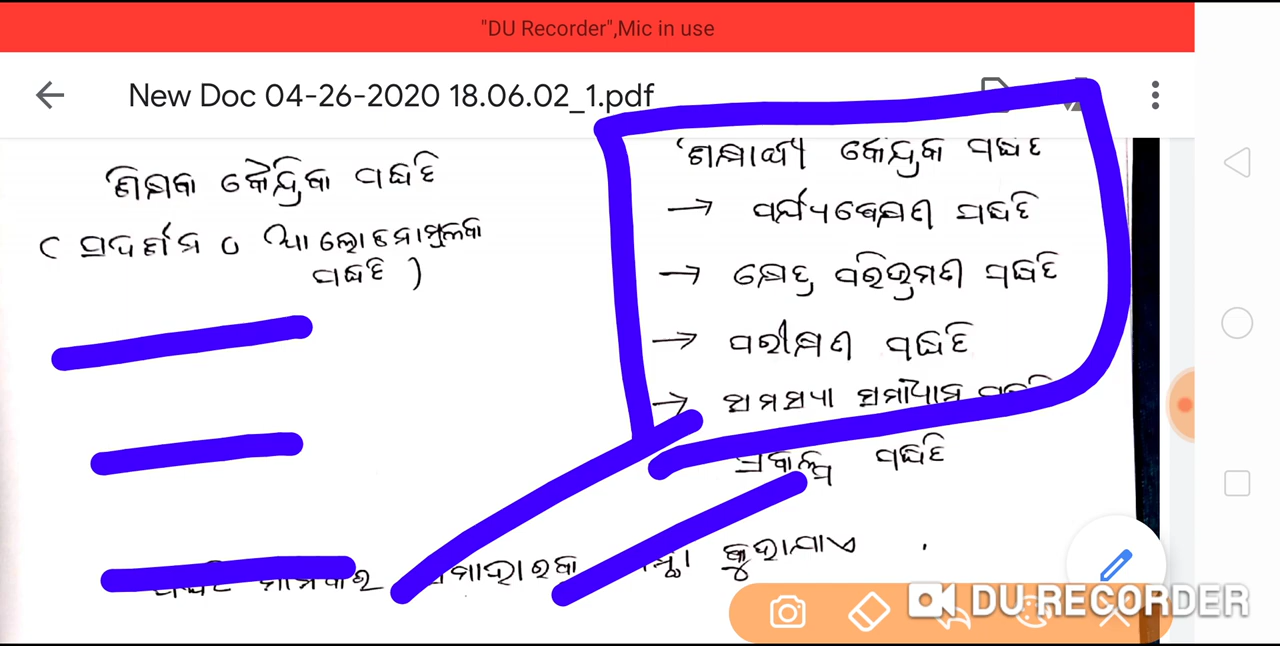 "DU Recorder",Mic in use
New Doc 04-26-2020 18.06.02_1.pdf
ଶିକ୍ଷକ କୈନ୍ଦ୍ରିକ ପଦ୍ଧତି
( ପ୍ରଦର୍ଶନ ଓ ଆଲୋଚନାମୂଳକ
ପଦ୍ଧତି )
ଶିକ୍ଷାର୍ଥୀ କୈନ୍ଦ୍ରିକ ପଦ୍ଧତି
→ ପର୍ଯ୍ୟବେକ୍ଷଣ ପଦ୍ଧତି
→ କ୍ଷେତ୍ର ପରିଭ୍ରମଣ ପଦ୍ଧତି
→ ପରୀକ୍ଷଣ ପଦ୍ଧତି
→ ସମସ୍ୟା ସମାଧାନ ପଦ୍ଧତି
ପ୍ରକଳ୍ପ ପଦ୍ଧତି
କୁହାଯାଏ
DU RECORDER